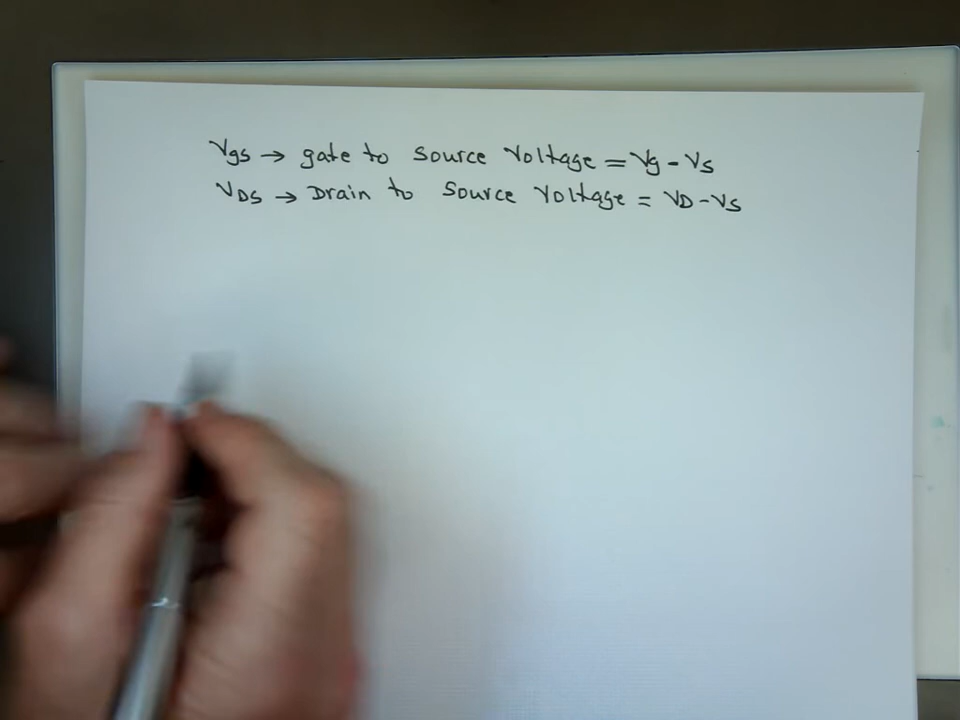 Vgs → gate to source voltage = Vg - Vs
VDS → Drain to source voltage = VD - VS